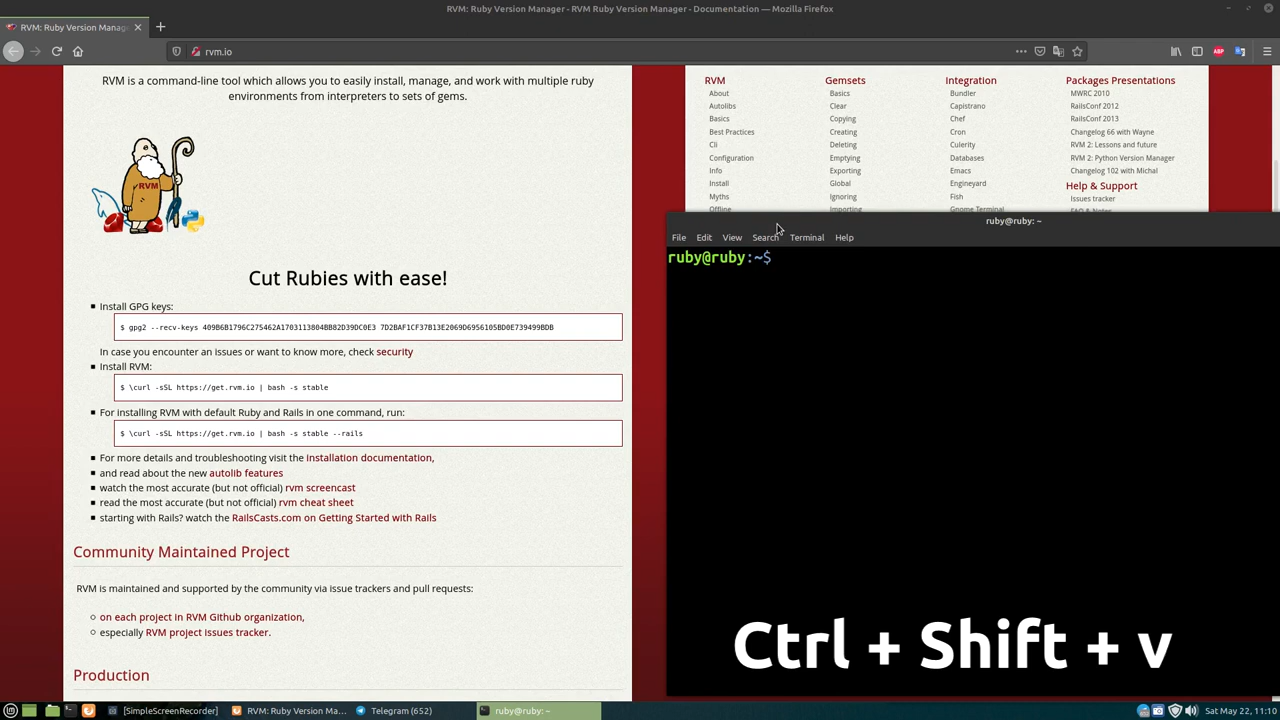 RVM: Ruby Version Manager - RVM Ruby Version Manager - Documentation — Mozilla Firefox
RVM: Ruby Version Manag
rvm.io
ABP
RVM is a command-line tool which allows you to easily install, manage, and work with multiple ruby
environments from interpreters to sets of gems.
RVM
Cut Rubies with ease!
Install GPG keys:
$ gpg2 --recv-keys 409B6B1796C275462A1703113804BB82D39DC0E3 7D2BAF1CF37B13E2069D6956105BD0E739499BDB
In case you encounter an issues or want to know more, check security
Install RVM:
$ \curl -sSL https://get.rvm.io | bash -s stable
For installing RVM with default Ruby and Rails in one command, run:
$ \curl -sSL https://get.rvm.io | bash -s stable --rails
For more details and troubleshooting visit the installation documentation,
and read about the new autolib features
watch the most accurate (but not official) rvm screencast
read the most accurate (but not official) rvm cheat sheet
starting with Rails? watch the RailsCasts.com on Getting Started with Rails
Community Maintained Project
RVM is maintained and supported by the community via issue trackers and pull requests:
on each project in RVM Github organization,
especially RVM project issues tracker.
Production
RVM
About
Autolibs
Basics
Best Practices
Cli
Configuration
Info
Install
Myths
Offline
Gemsets
Basics
Clear
Copying
Creating
Deleting
Emptying
Exporting
Global
Ignoring
Importing
Integration
Bundler
Capistrano
Chef
Cron
Culerity
Databases
Emacs
Engineyard
Fish
Gnome Terminal
Packages Presentations
MWRC 2010
RailsConf 2012
RailsConf 2013
Changelog 66 with Wayne
RVM 2: Lessons and future
RVM 2: Python Version Manager
Changelog 102 with Michal
Help & Support
Issues tracker
FAQ & Notes
ruby@ruby: ~
File Edit View Search Terminal Help
ruby@ruby:~$
Ctrl + Shift + v
[SimpleScreenRecorder]
RVM: Ruby Version Ma...
Telegram (652)
ruby@ruby: ~
Sat May 22, 11:10